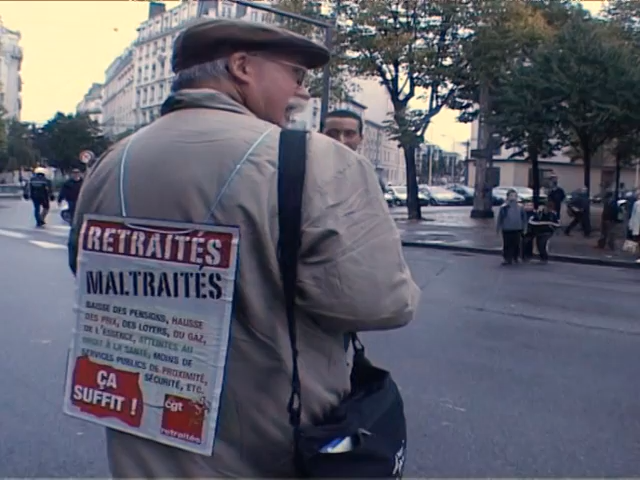 RETRAITÉS
MALTRAITÉS
BAISSE DES PENSIONS, HAUSSE
DES PRIX, DES LOYERS, DU GAZ,
DE L'ESSENCE, ATTEINTES AU
DROIT À LA SANTÉ, MOINS DE
SERVICES PUBLICS DE PROXIMITÉ,
SÉCURITÉ, ETC.
ÇA
SUFFIT !
cgt
retraités